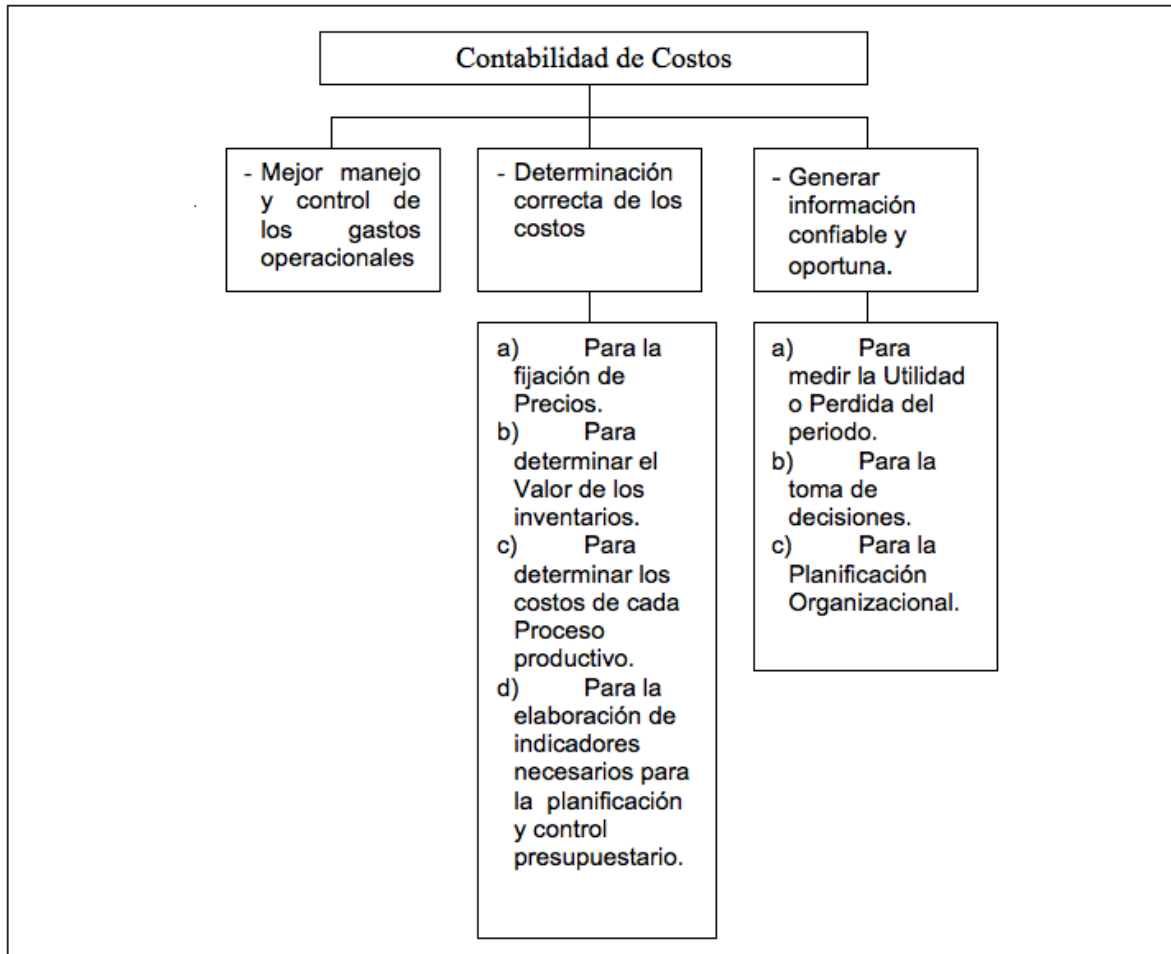 Contabilidad de Costos
- Mejor manejo
y control de
los gastos
operacionales
- Determinación
correcta de los
costos
- Generar
información
confiable y
oportuna.
a) Para la
fijación de
Precios.
b) Para
determinar el
Valor de los
inventarios.
c) Para
determinar los
costos de cada
Proceso
productivo.
d) Para la
elaboración de
indicadores
necesarios para
la planificación
y control
presupuestario.
a) Para
medir la Utilidad
o Perdida del
periodo.
b) Para la
toma de
decisiones.
c) Para la
Planificación
Organizacional.